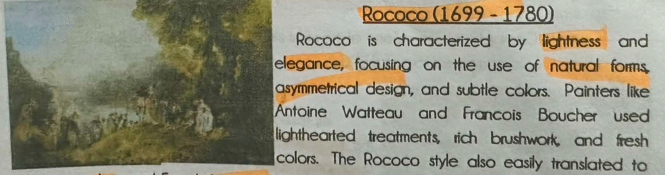 Rococo (1699 - 1780)
Rococo is characterized by lightness and
elegance, focusing on the use of natural forms,
asymmetrical design, and subtle colors. Painters like
Antoine Watteau and Francois Boucher used
lighthearted treatments, rich brushwork, and fresh
colors. The Rococo style also easily translated to